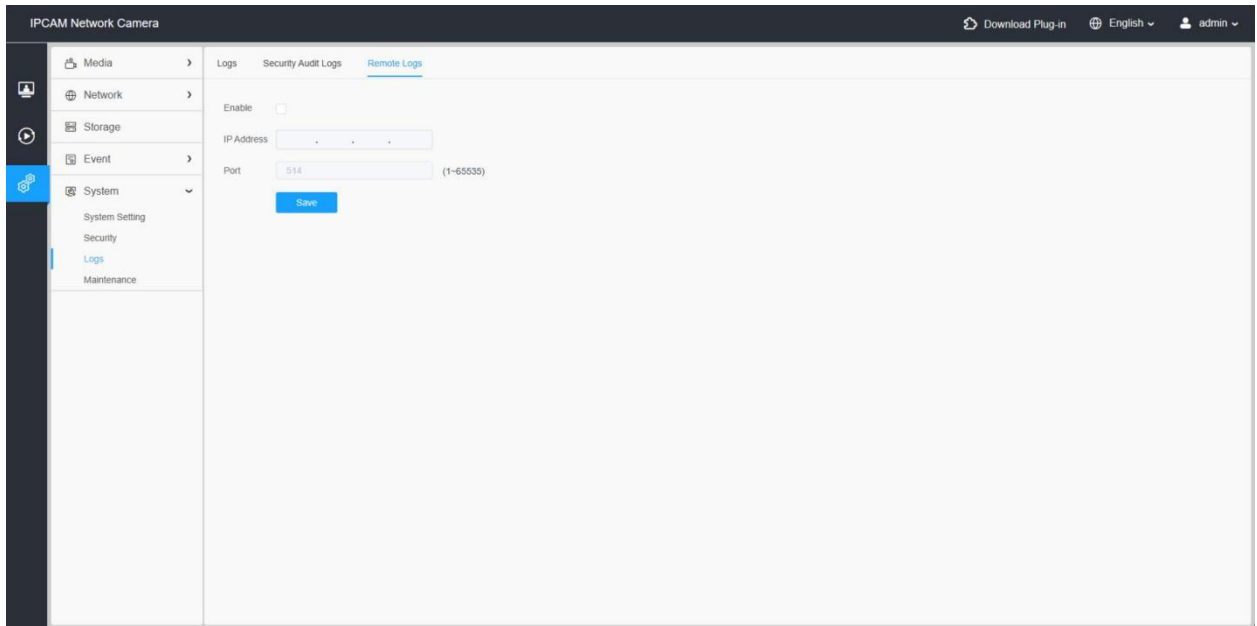 IPCAM Network Camera
Download Plug-in English admin
Media
Network
Storage
Event
System
System Setting
Security
Logs
Maintenance
Logs Security Audit Logs Remote Logs
Enable
IP Address . . .
Port 514 (1~65535)
Save